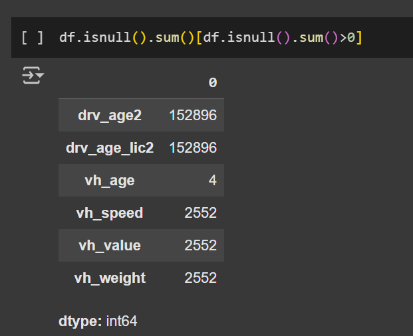 [ ] df.isnull().sum()[df.isnull().sum()>0]
0
drv_age2 152896
drv_age_lic2 152896
vh_age 4
vh_speed 2552
vh_value 2552
vh_weight 2552
dtype: int64